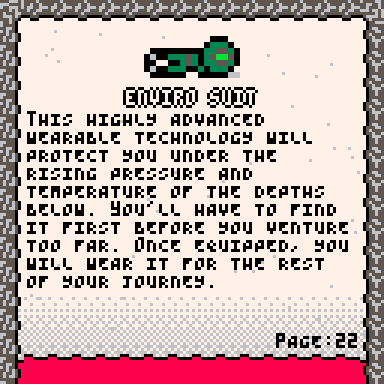 ENVIRO SUIT
THIS HIGHLY ADVANCED
WEARABLE TECHNOLOGY WILL
PROTECT YOU UNDER THE
RISING PRESSURE AND
TEMPERATURE OF THE DEPTHS
BELOW. YOU'LL HAVE TO FIND
IT FIRST BEFORE YOU VENTURE
TOO FAR. ONCE EQUIPPED, YOU
WILL WEAR IT FOR THE REST
OF YOUR JOURNEY.
PAGE:22